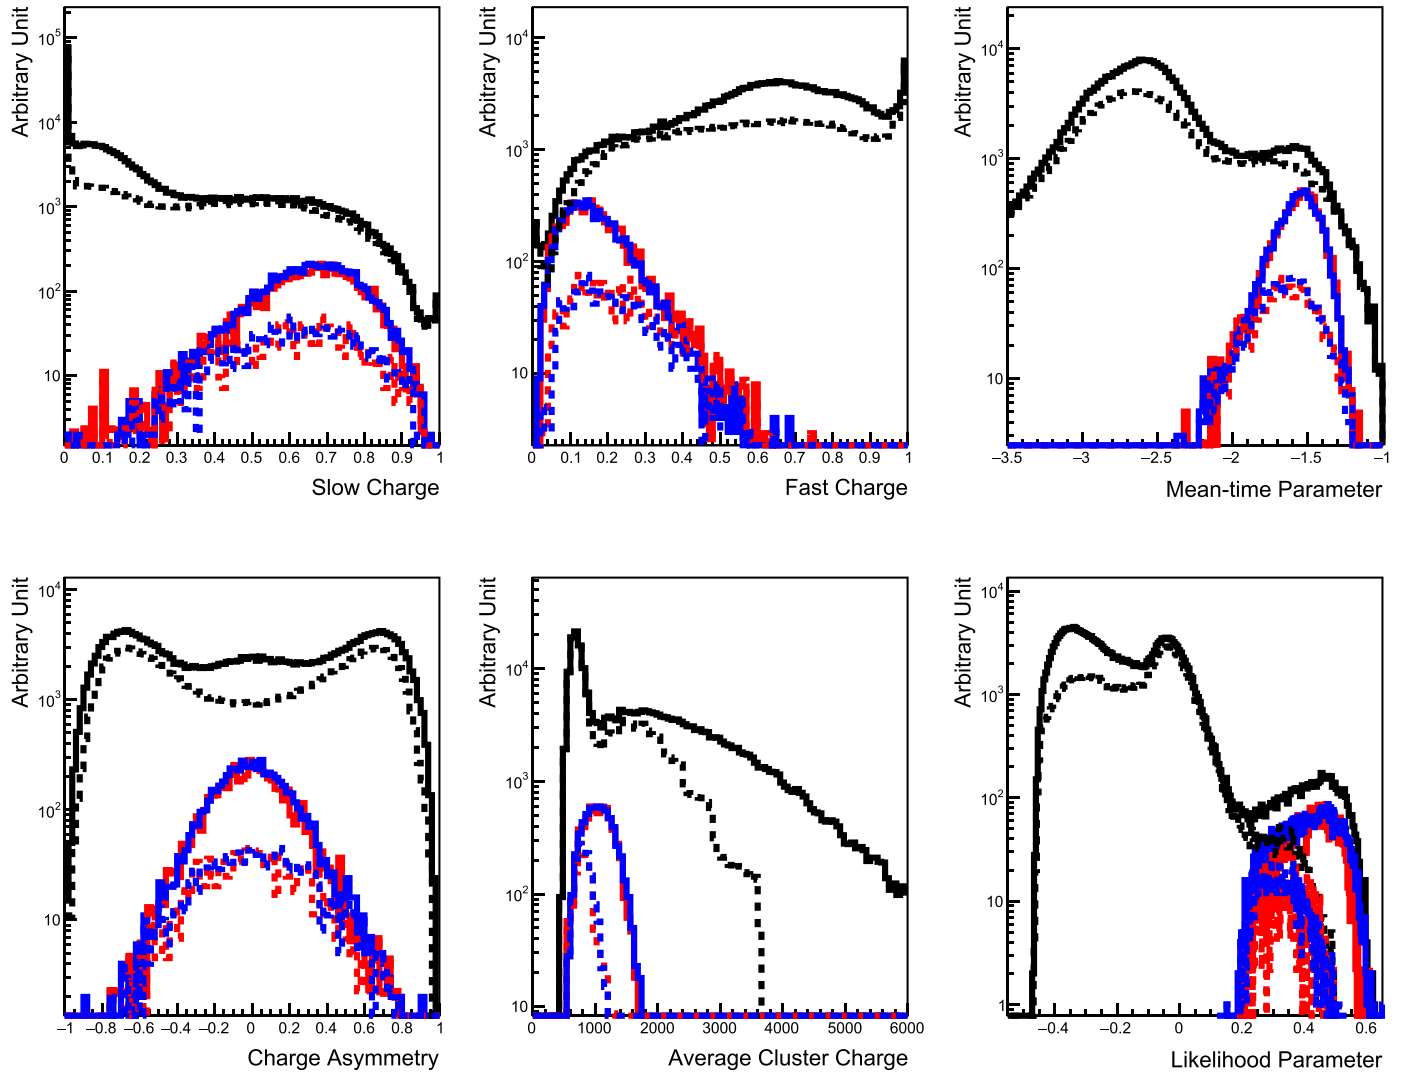 Arbitrary Unit
10^5
10^4
10^3
10^2
10
0 0.1 0.2 0.3 0.4 0.5 0.6 0.7 0.8 0.9 1
Slow Charge
Arbitrary Unit
10^4
10^3
10^2
10
0 0.1 0.2 0.3 0.4 0.5 0.6 0.7 0.8 0.9 1
Fast Charge
Arbitrary Unit
10^4
10^3
10^2
10
−3.5 −3 −2.5 −2 −1.5 −1
Mean-time Parameter
Arbitrary Unit
10^4
10^3
10^2
10
−1 −0.8 −0.6 −0.4 −0.2 0 0.2 0.4 0.6 0.8 1
Charge Asymmetry
Arbitrary Unit
10^4
10^3
10^2
10
0 1000 2000 3000 4000 5000 6000
Average Cluster Charge
Arbitrary Unit
10^4
10^3
10^2
10
1
−0.4 −0.2 0 0.2 0.4 0.6
Likelihood Parameter